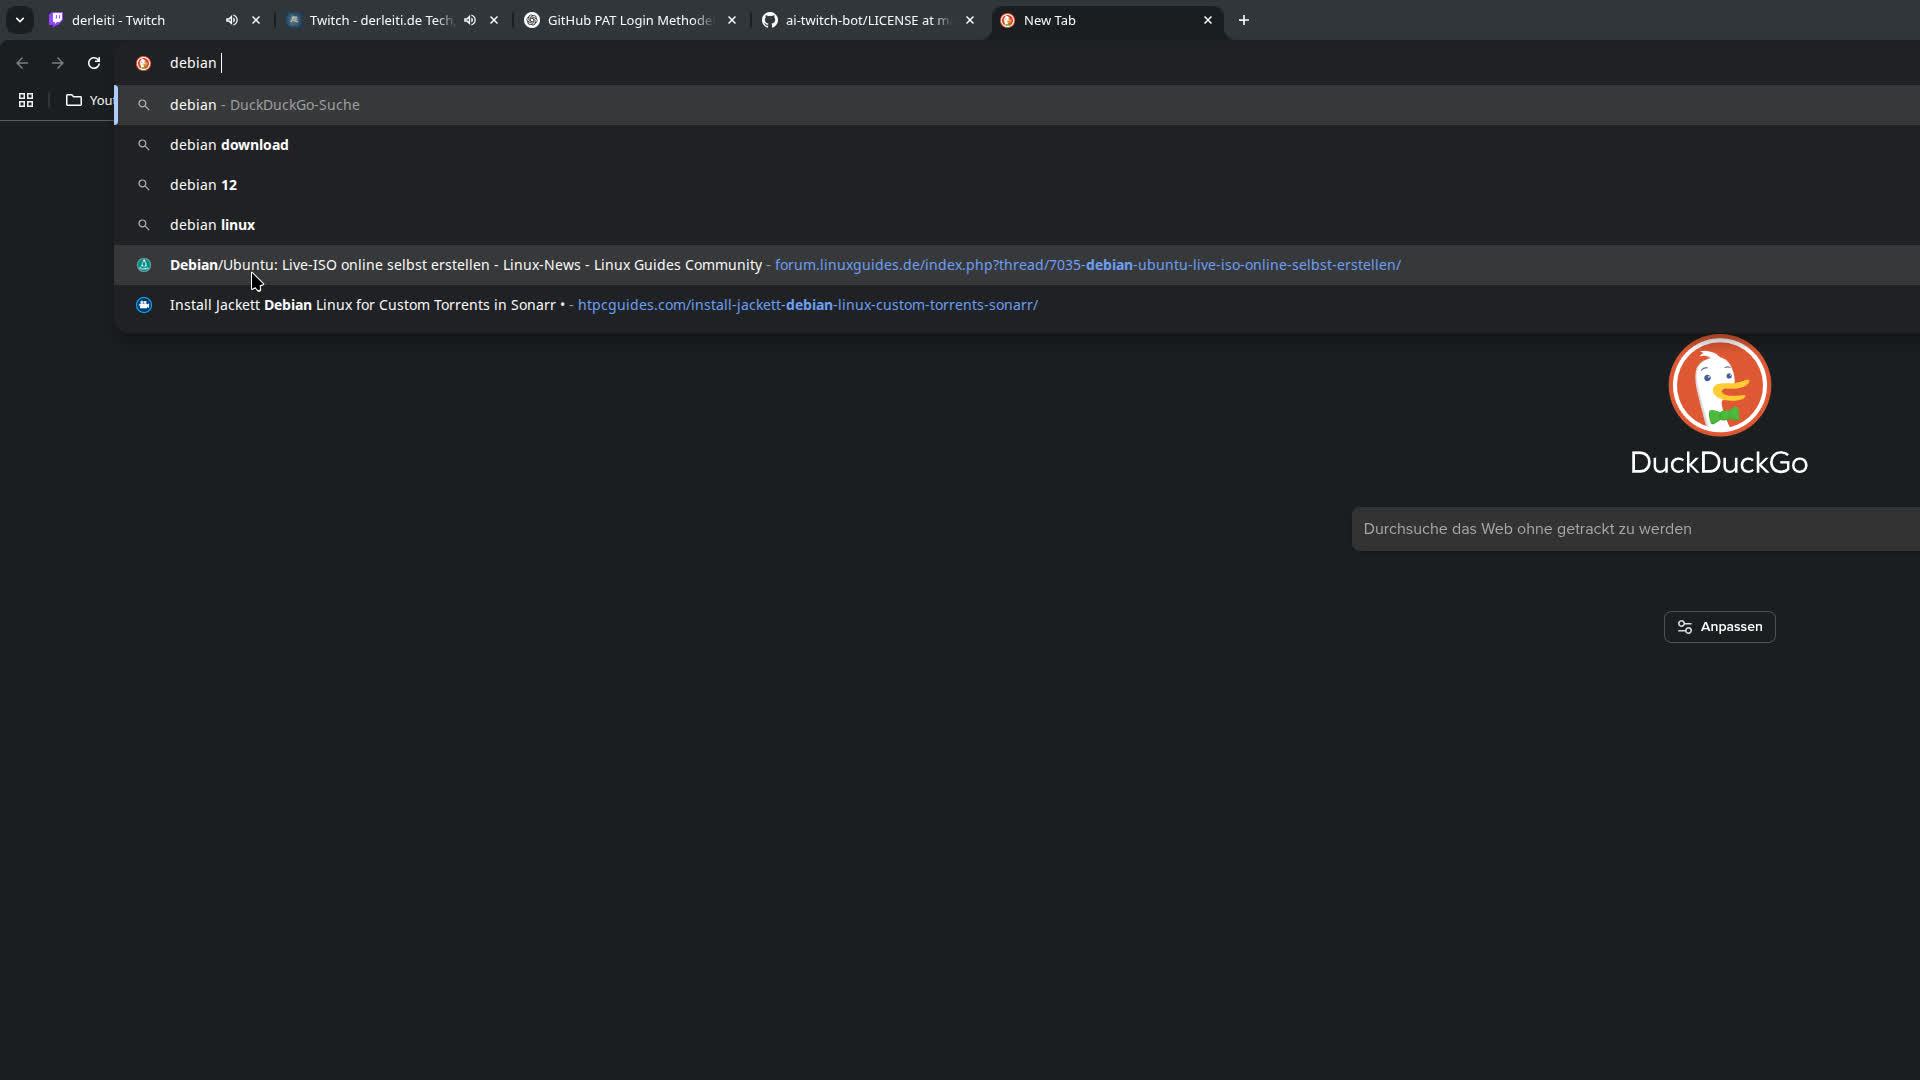 derleiti - Twitch
Twitch - derleiti.de Tech
GitHub PAT Login Methode
ai-twitch-bot/LICENSE at m
New Tab
debian
You
debian - DuckDuckGo-Suche
debian download
debian 12
debian linux
Debian/Ubuntu: Live-ISO online selbst erstellen - Linux-News - Linux Guides Community - forum.linuxguides.de/index.php?thread/7035-debian-ubuntu-live-iso-online-selbst-erstellen/
Install Jackett Debian Linux for Custom Torrents in Sonarr • - htpcguides.com/install-jackett-debian-linux-custom-torrents-sonarr/
DuckDuckGo
Durchsuche das Web ohne getrackt zu werden
Anpassen